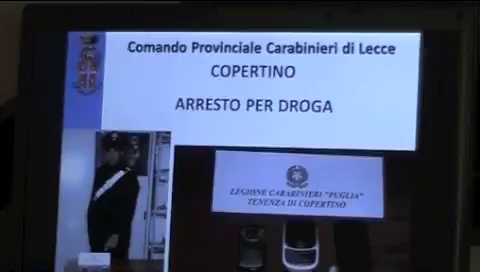 Comando Provinciale Carabinieri di Lecce
COPERTINO
ARRESTO PER DROGA
LEGIONE CARABINIERI "PUGLIA"
TENENZA DI COPERTINO